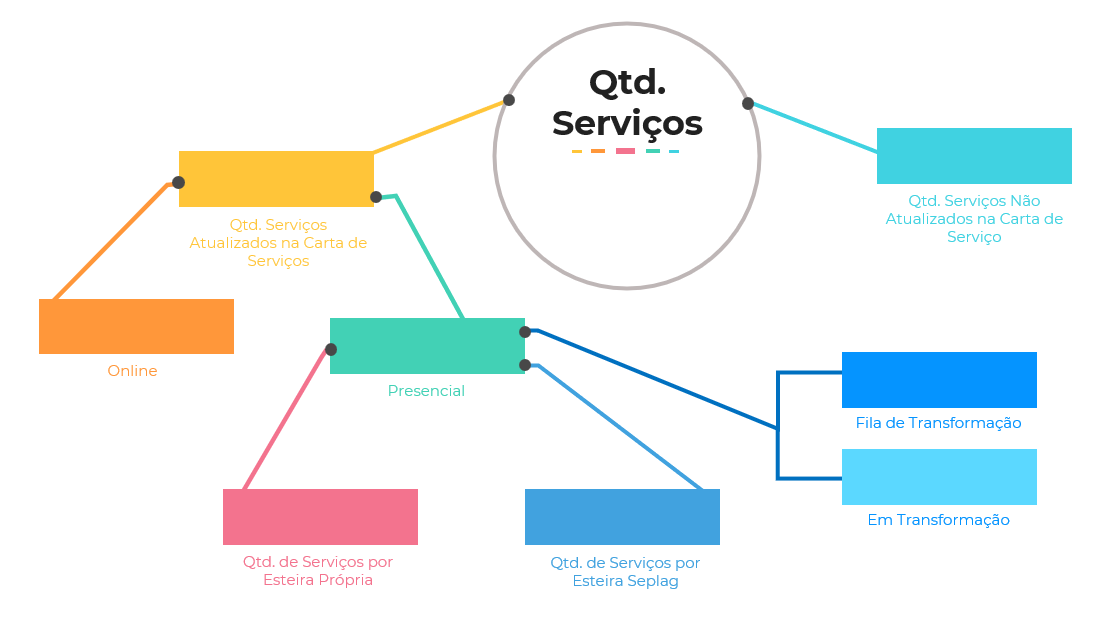 Qtd.
Serviços
Qtd. Serviços
Atualizados na Carta de
Serviços
Qtd. Serviços Não
Atualizados na Carta de
Serviço
Online
Presencial
Fila de Transformação
Em Transformação
Qtd. de Serviços por
Esteira Própria
Qtd. de Serviços por
Esteira Seplag